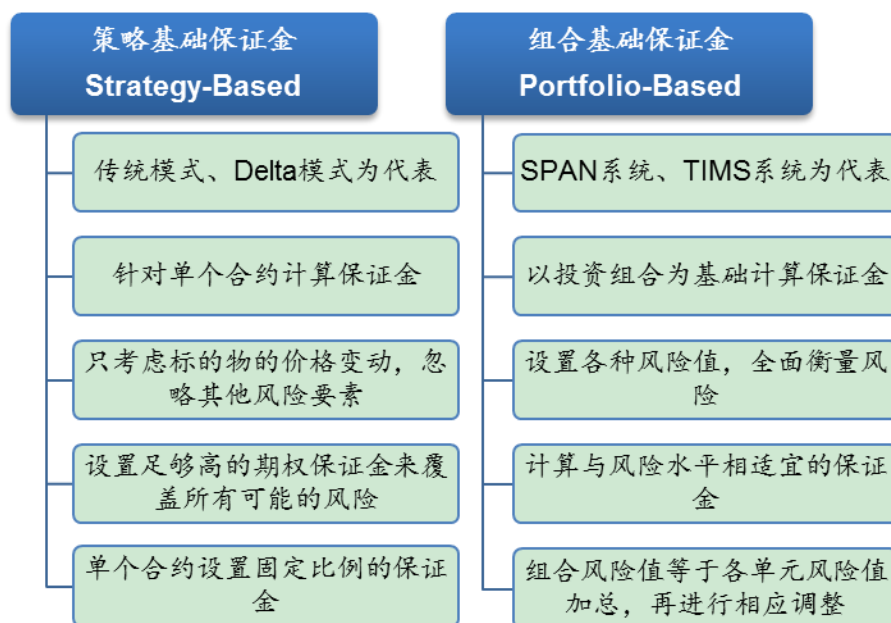 策略基础保证金
Strategy-Based
传统模式、Delta模式为代表
针对单个合约计算保证金
只考虑标的物的价格变动，忽
略其他风险要素
设置足够高的期权保证金来覆
盖所有可能的风险
单个合约设置固定比例的保证
金
组合基础保证金
Portfolio-Based
SPAN系统、TIMS系统为代表
以投资组合为基础计算保证金
设置各种风险值，全面衡量风
险
计算与风险水平相适宜的保证
金
组合风险值等于各单元风险值
加总，再进行相应调整